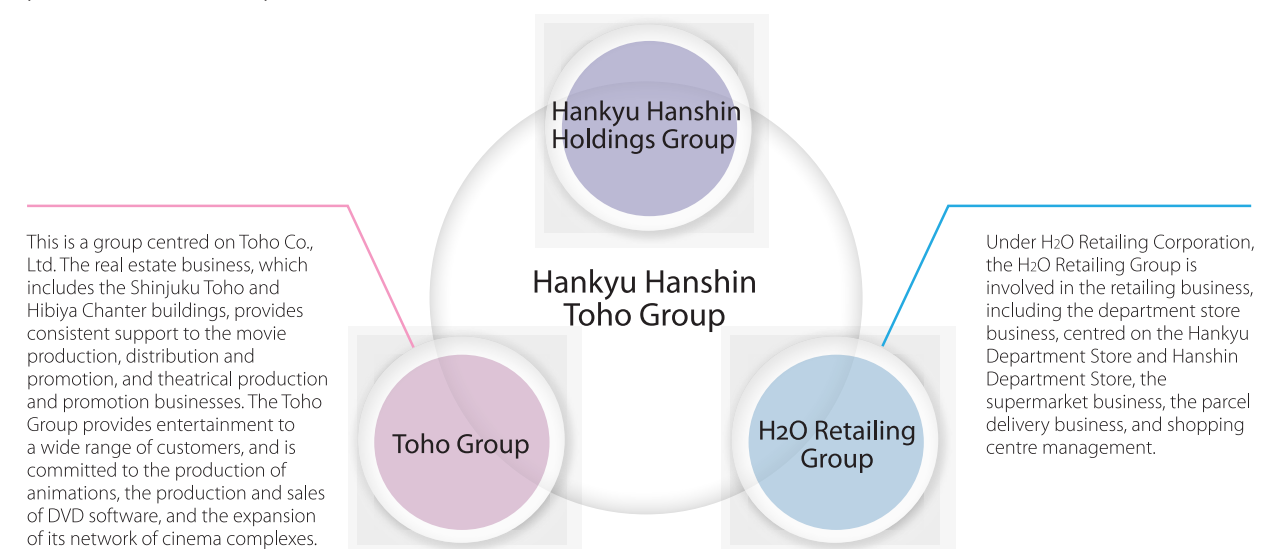 Hankyu Hanshin
Holdings Group
Hankyu Hanshin
Toho Group
This is a group centred on Toho Co.,
Ltd. The real estate business, which
includes the Shinjuku Toho and
Hibiya Chanter buildings, provides
consistent support to the movie
production, distribution and
promotion, and theatrical production
and promotion businesses. The Toho
Group provides entertainment to
a wide range of customers, and is
committed to the production of
animations, the production and sales
of DVD software, and the expansion
of its network of cinema complexes.
Toho Group
H2O Retailing
Group
Under H2O Retailing Corporation,
the H2O Retailing Group is
involved in the retailing business,
including the department store
business, centred on the Hankyu
Department Store and Hanshin
Department Store, the
supermarket business, the parcel
delivery business, and shopping
centre management.